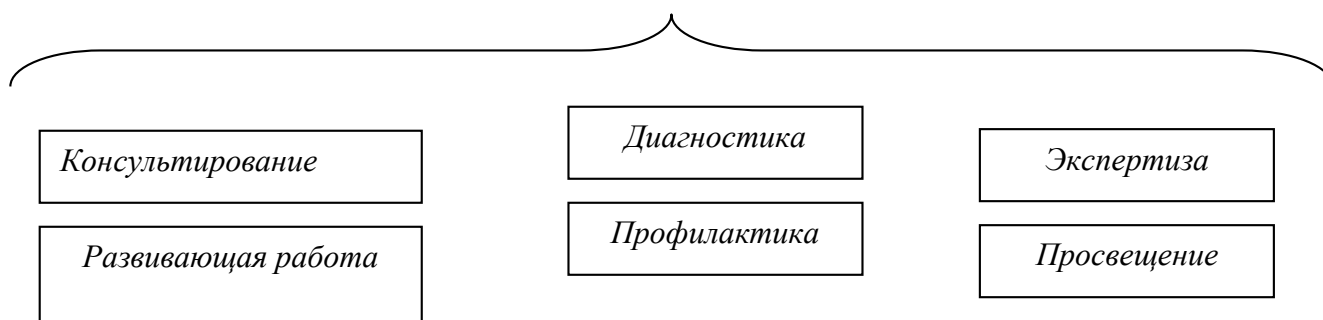 Консультирование
Развивающая работа
Диагностика
Профилактика
Экспертиза
Просвещение